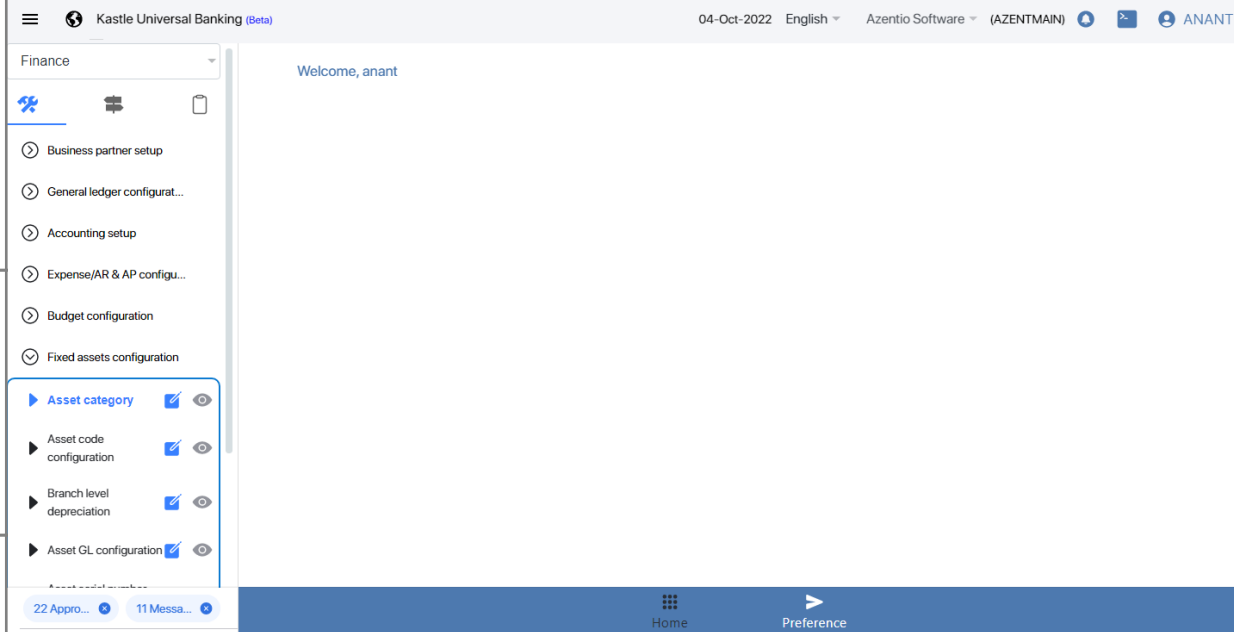 Kastle Universal Banking (Beta)
04-Oct-2022 English Azentio Software (AZENTMAIN) ANANT
Finance
Welcome, anant
Business partner setup
General ledger configurat...
Accounting setup
Expense/AR & AP configu...
Budget configuration
Fixed assets configuration
Asset category
Asset code
configuration
Branch level
depreciation
Asset GL configuration
22 Appro...
11 Messa...
Home
Preference